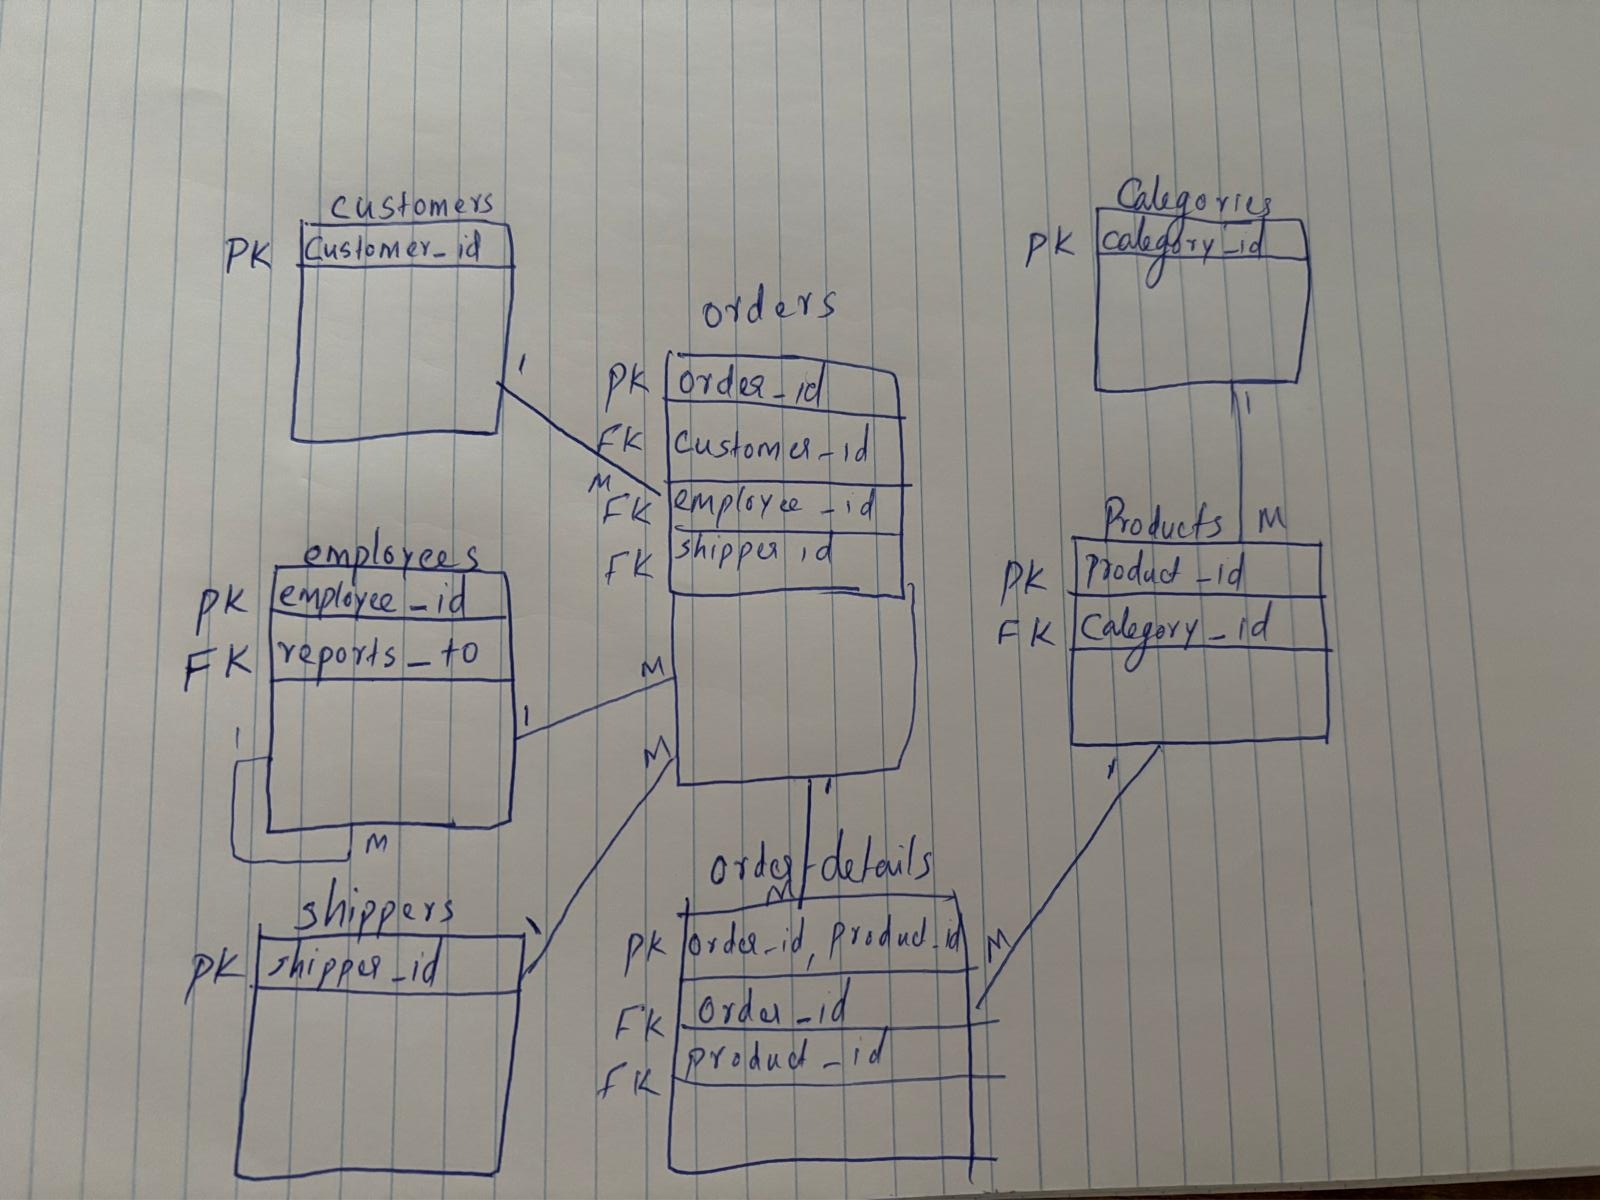 customers
PK Customer_id
1
M
orders
PK order_id
FK Customer_id
FK employee_id
FK shipper id
Categories
PK category_id
1
M
Products
PK Product_id
FK Category_id
1
M
employees
PK employee_id
FK reports_to
1
M
1
M
shippers
PK shipper_id
1
M
1
M
order-details
PK order_id, product_id
FK order_id
FK product_id